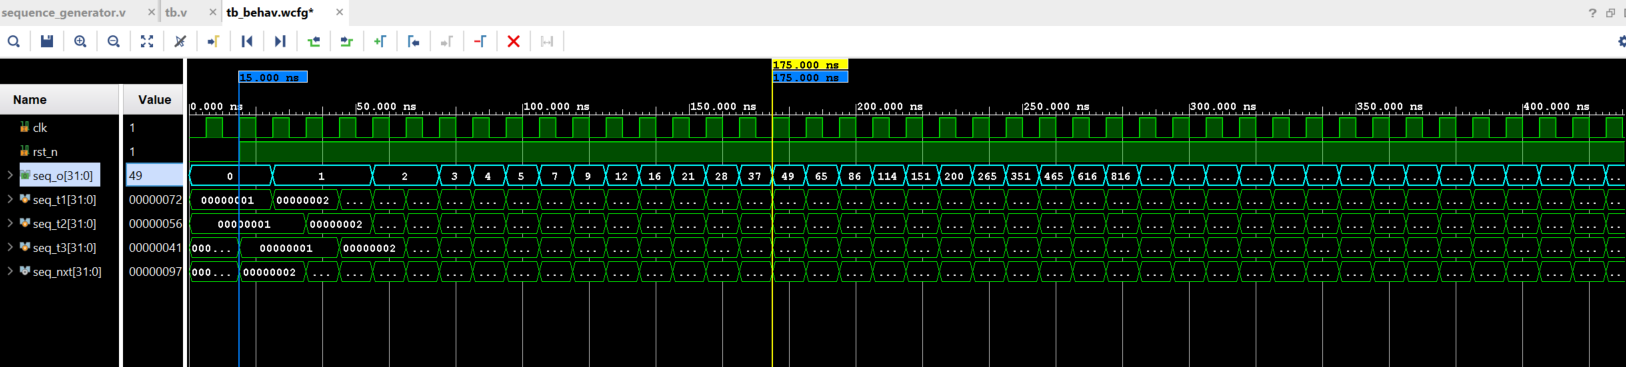 sequence_generator.v × tb.v × tb_behav.wcfg* ×
? 
175.000 ns
15.000 ns 175.000 ns
Name Value
0.000 ns 50.000 ns 100.000 ns 150.000 ns 200.000 ns 250.000 ns 300.000 ns 350.000 ns 400.000 ns
clk 1
rst_n 1
seq_o[31:0] 49 0 1 2 3 4 5 7 9 12 16 21 28 37 49 65 86 114 151 200 265 351 465 616 816 ... ... ... ... ... ... ... ... ... ... ... ... ... ... ...
seq_t1[31:0] 00000072 00000001 00000002 ... ... ... ... ... ... ... ... ... ... ... ... ... ... ... ... ... ... ... ... ... ... ... ... ... ... ... ... ... ... ... ... ... ... ... ... ...
seq_t2[31:0] 00000056 00000001 00000002 ... ... ... ... ... ... ... ... ... ... ... ... ... ... ... ... ... ... ... ... ... ... ... ... ... ... ... ... ... ... ... ... ... ... ... ... ...
seq_t3[31:0] 00000041 000... 00000001 00000002 ... ... ... ... ... ... ... ... ... ... ... ... ... ... ... ... ... ... ... ... ... ... ... ... ... ... ... ... ... ... ... ... ... ... ... ...
seq_nxt[31:0] 00000097 000... 00000002 ... ... ... ... ... ... ... ... ... ... ... ... ... ... ... ... ... ... ... ... ... ... ... ... ... ... ... ... ... ... ... ... ... ... ... ... ... ...